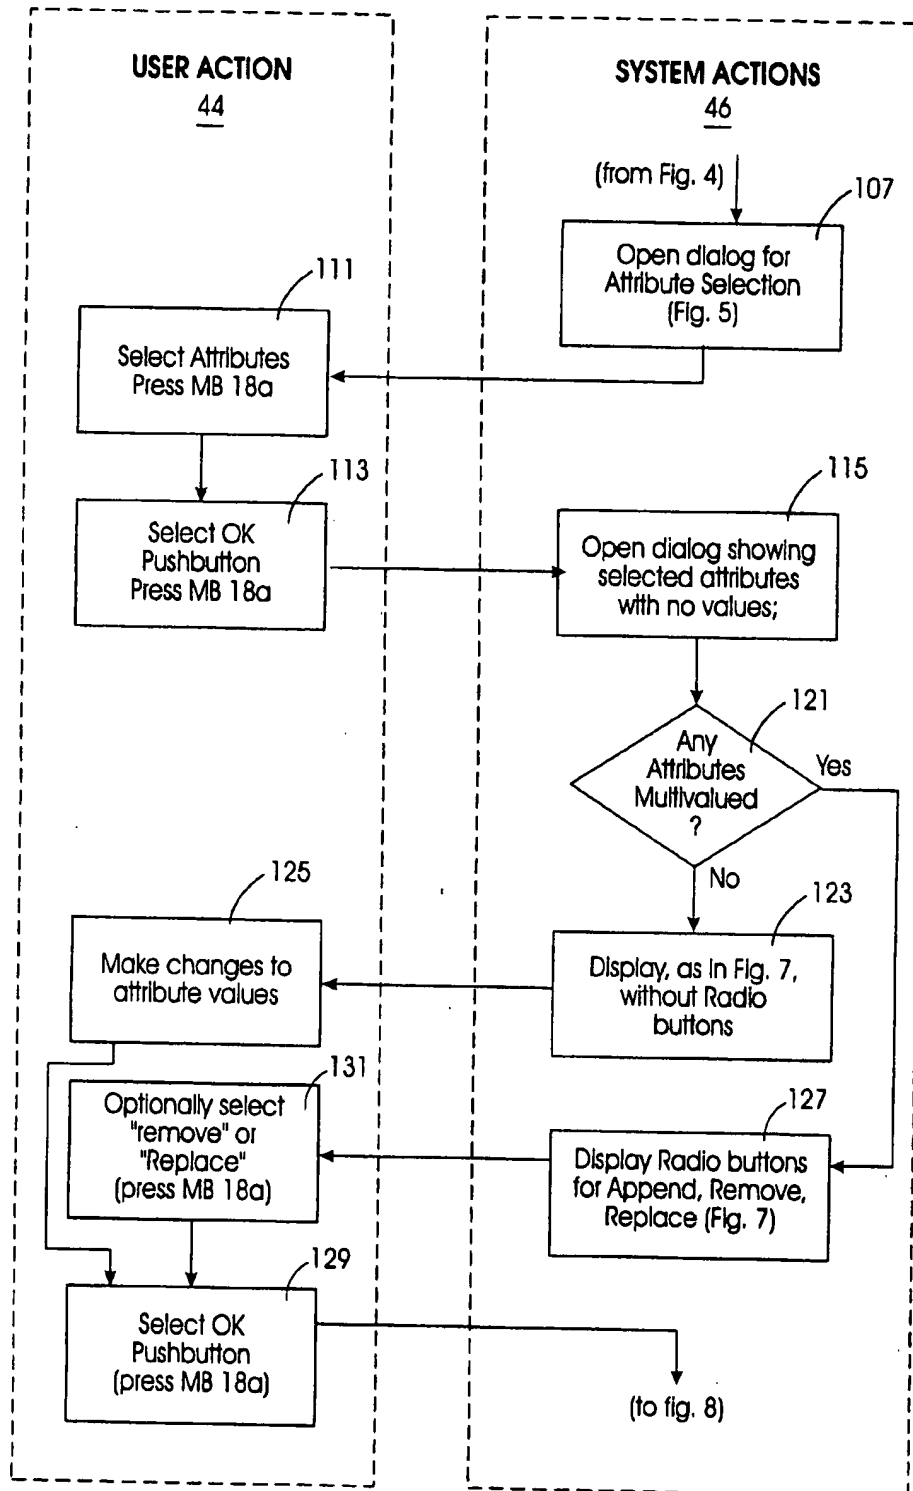 USER ACTION
44
SYSTEM ACTIONS
46
(from Fig. 4)
107
Open dialog for
Attribute Selection
(Fig. 5)
111
Select Attributes
Press MB 18a
113
Select OK
Pushbutton
Press MB 18a
115
Open dialog showing
selected attributes
with no values;
121
Any
Attributes
Multivalued
?
Yes
No
123
Display, as in Fig. 7,
without Radio
buttons
125
Make changes to
attribute values
131
Optionally select
"remove" or
"Replace"
(press MB 18a)
127
Display Radio buttons
for Append, Remove,
Replace (Fig. 7)
129
Select OK
Pushbutton
(press MB 18a)
(to fig. 8)